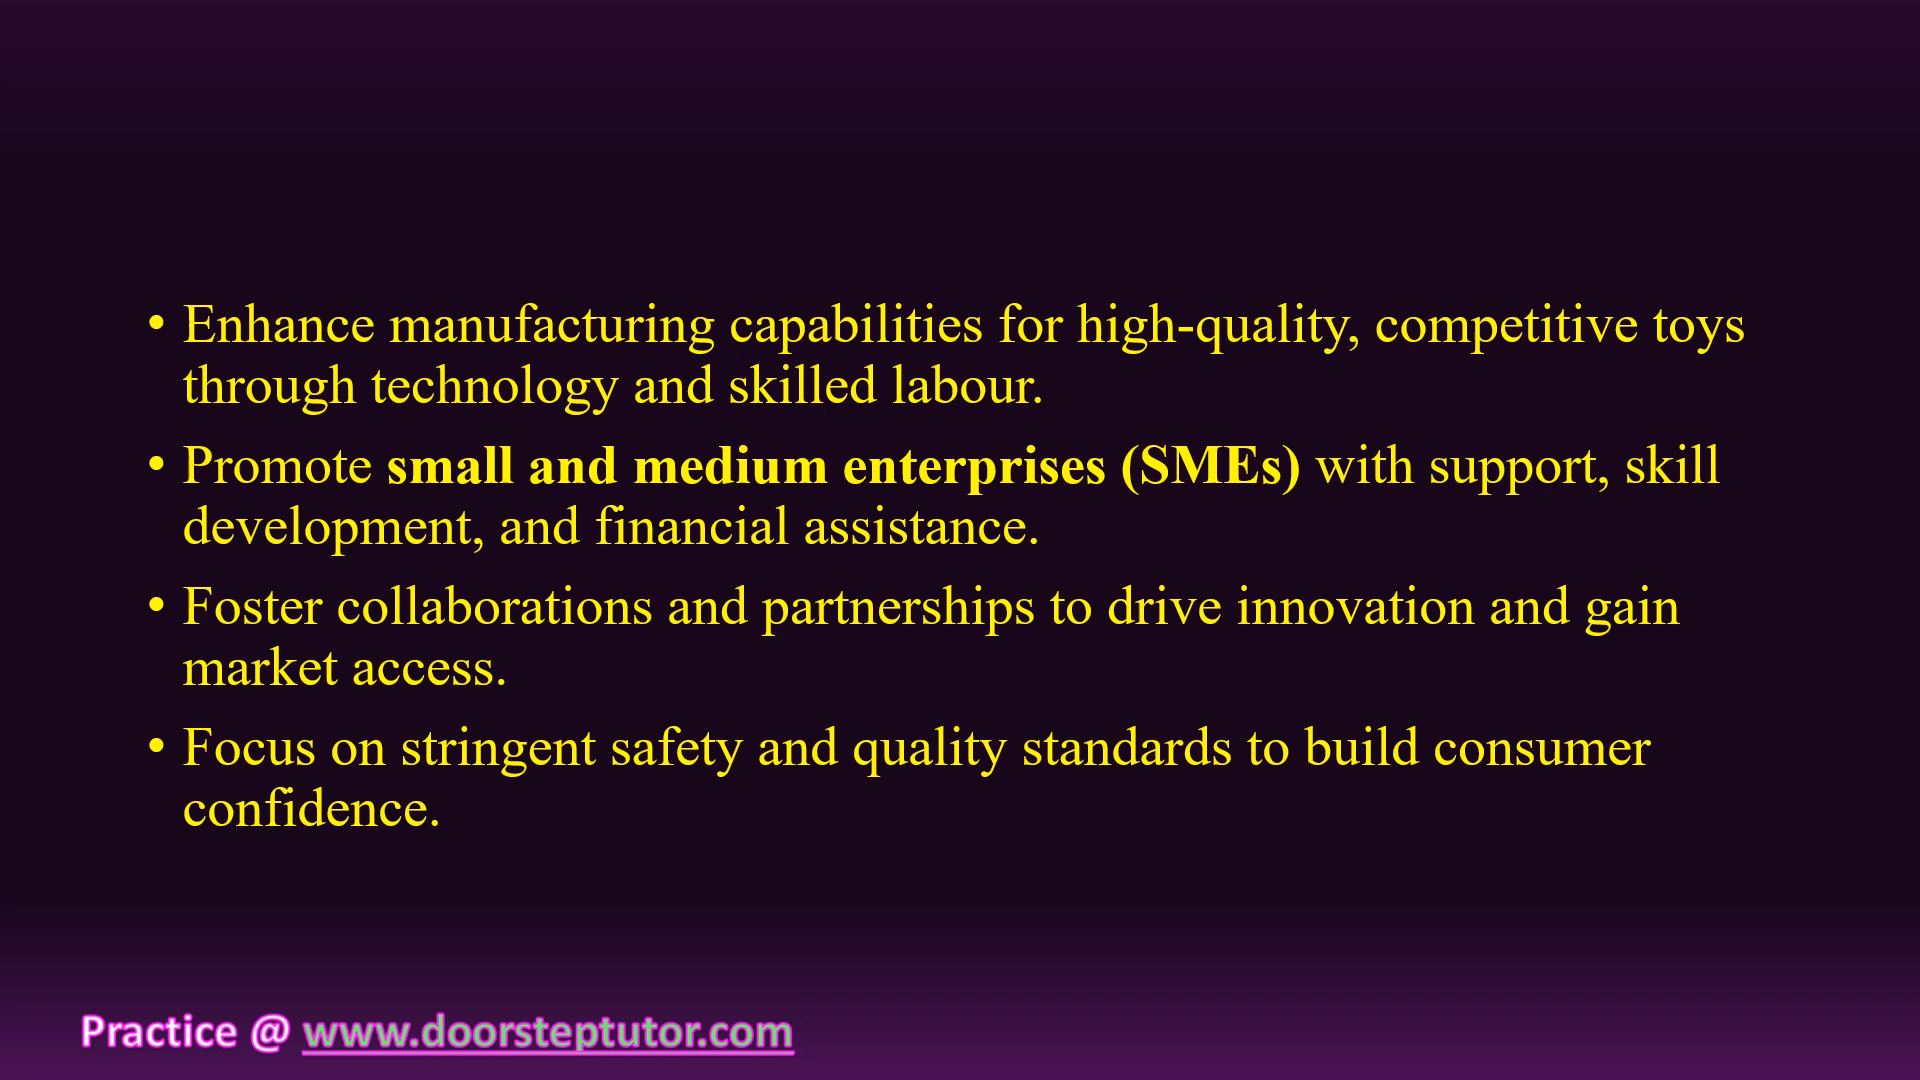 • Enhance manufacturing capabilities for high-quality, competitive toys
through technology and skilled labour.
• Promote small and medium enterprises (SMEs) with support, skill
development, and financial assistance.
• Foster collaborations and partnerships to drive innovation and gain
market access.
• Focus on stringent safety and quality standards to build consumer
confidence.
Practice @ www.doorsteptutor.com